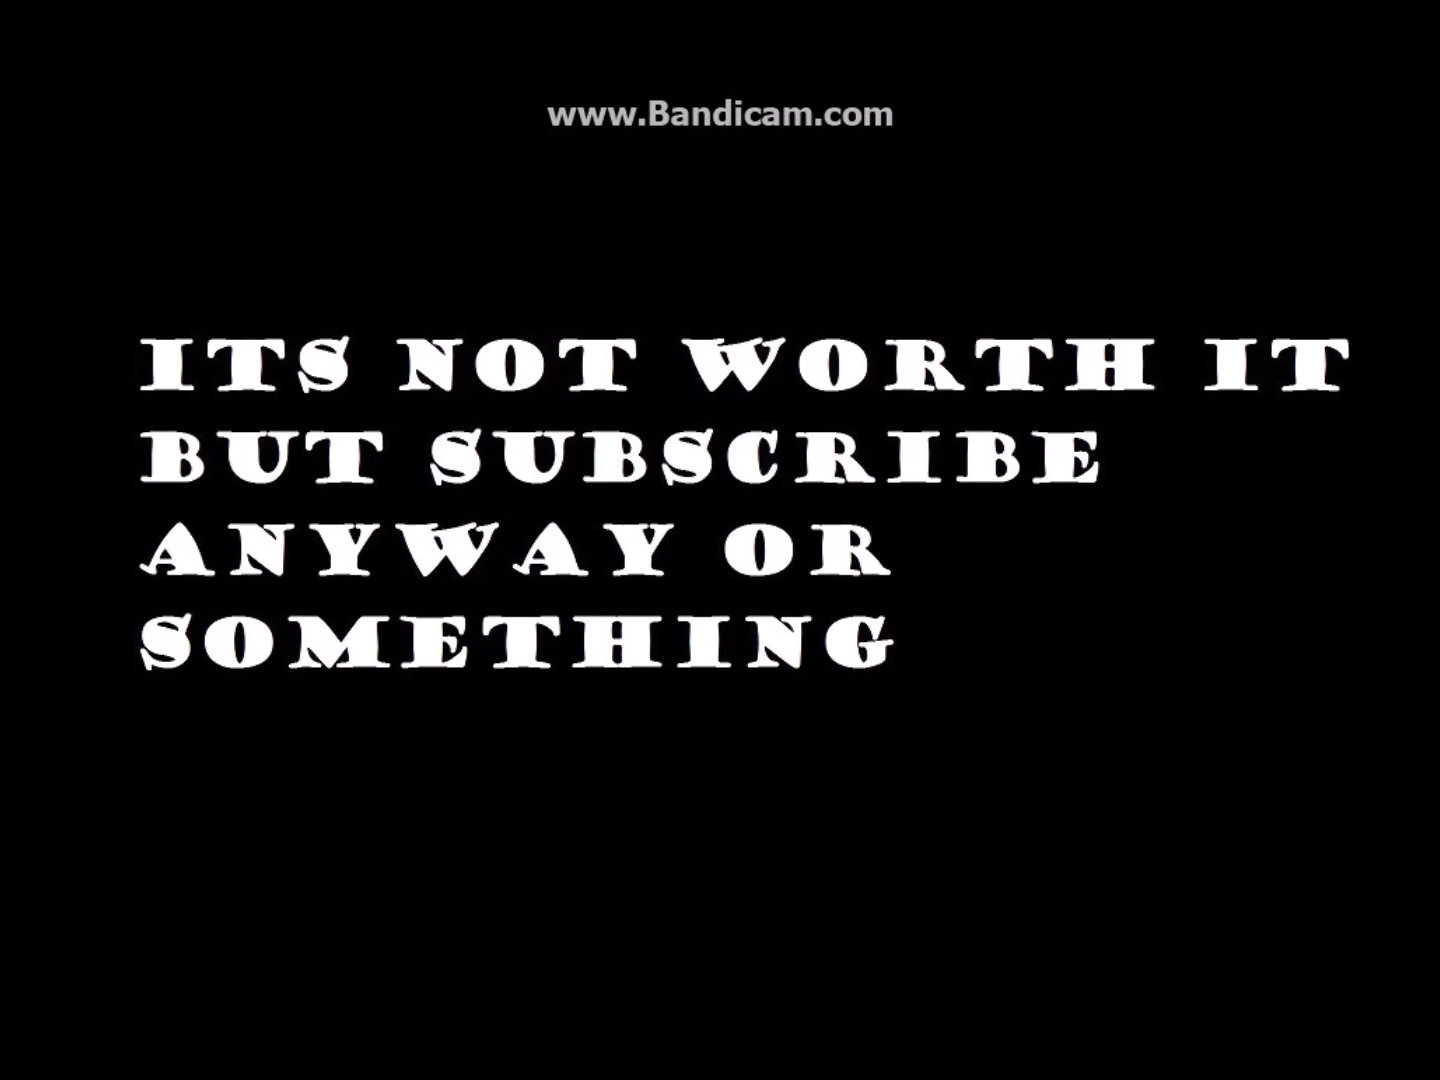 www.Bandicam.com
ITS NOT WORTH IT
BUT SUBSCRIBE
ANYWAY OR
SOMETHING